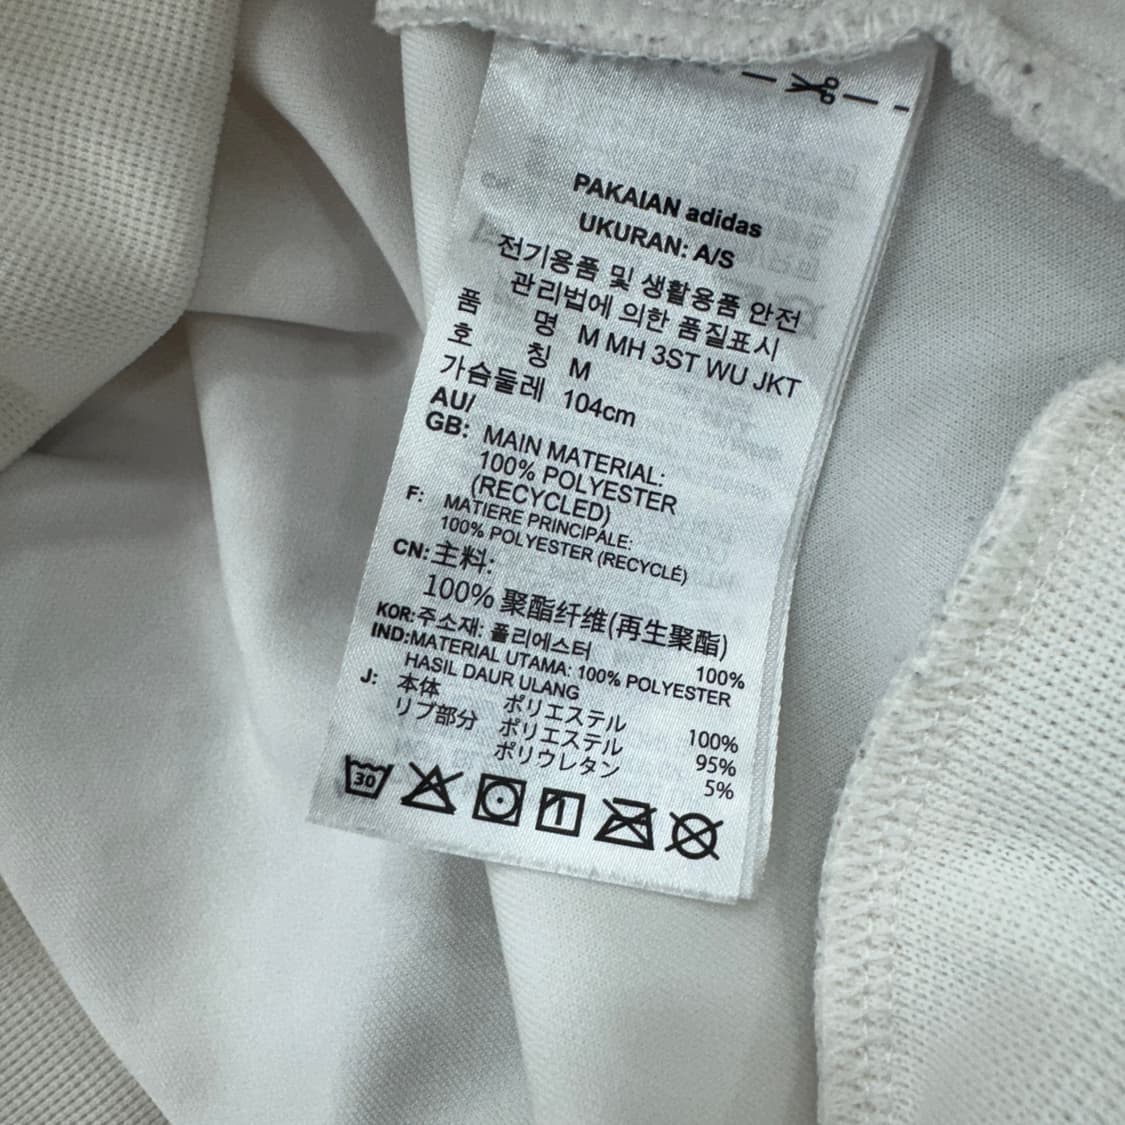 PAKAIAN adidas
UKURAN: A/S
전기용품 및 생활용품 안전
관리법에 의한 품질표시
품 명 M MH 3ST WU JKT
호 칭 M
가슴둘레 104cm
AU/
GB: MAIN MATERIAL:
100% POLYESTER
(RECYCLED)
F: MATIERE PRINCIPALE:
100% POLYESTER (RECYCLÉ)
CN: 主料:
100% 聚酯纤维(再生聚酯)
KOR: 주소재: 폴리에스터 100%
IND: MATERIAL UTAMA: 100% POLYESTER
HASIL DAUR ULANG
J: 本体 ポリエステル 100%
リブ部分 ポリエステル 95%
ポリウレタン 5%
30